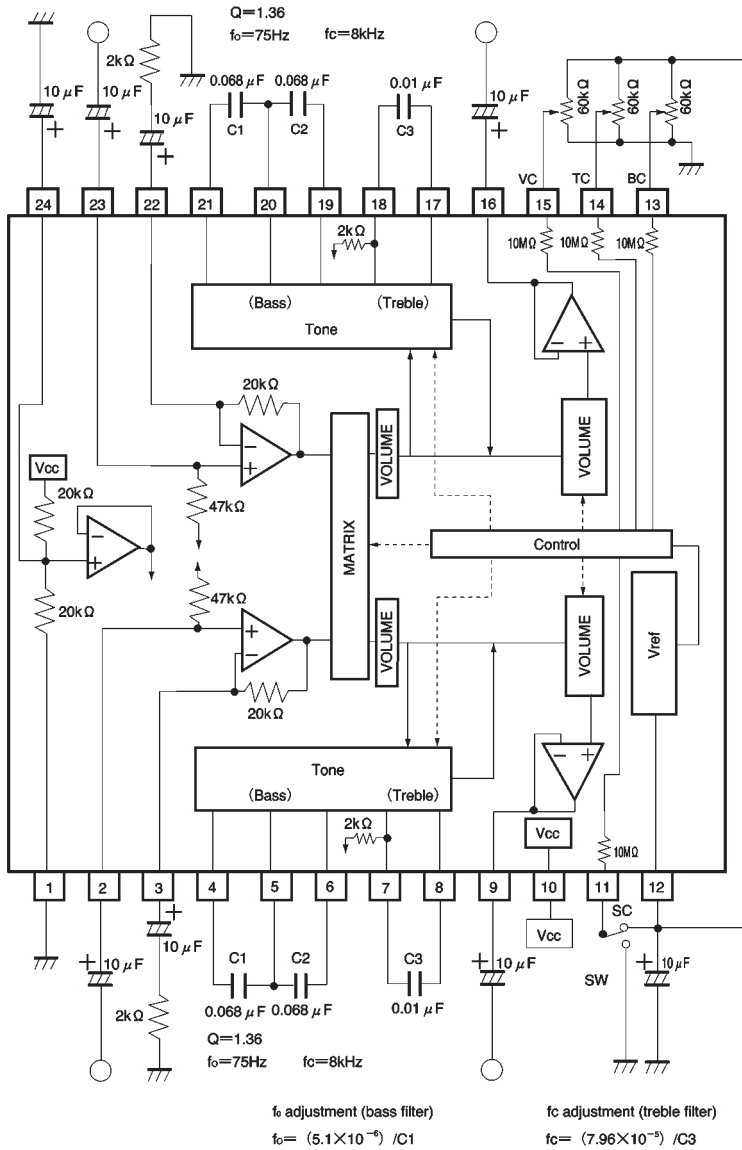 Q=1.36
fo=75Hz fc=8kHz
2kΩ
10 μF
+
10 μF
+
10 μF
+
0.068 μF 0.068 μF
C1 C2
0.01 μF
C3
10 μF
+
60kΩ 60kΩ 60kΩ
VC TC BC
24 23 22 21 20 19 18 17 16 15 14 13
2kΩ
10MΩ 10MΩ 10MΩ
(Bass) (Treble)
Tone
− +
20kΩ
−
+
VOLUME
VOLUME
Vcc
20kΩ
47kΩ
−
+
MATRIX
Control
20kΩ
47kΩ
+
−
VOLUME
VOLUME
Vref
20kΩ
Tone
(Bass) (Treble)
− +
2kΩ
Vcc
10MΩ
1 2 3 4 5 6 7 8 9 10 11 12
+
10 μF
+
10 μF
2kΩ
C1 C2
0.068 μF 0.068 μF
C3
0.01 μF
+
10 μF
Vcc
SC
SW
+
10 μF
Q=1.36
fo=75Hz fc=8kHz
fo adjustment (bass filter) fc adjustment (treble filter)
fo= (5.1×10⁻⁶) /C1 fc= (7.96×10⁻⁵) /C3